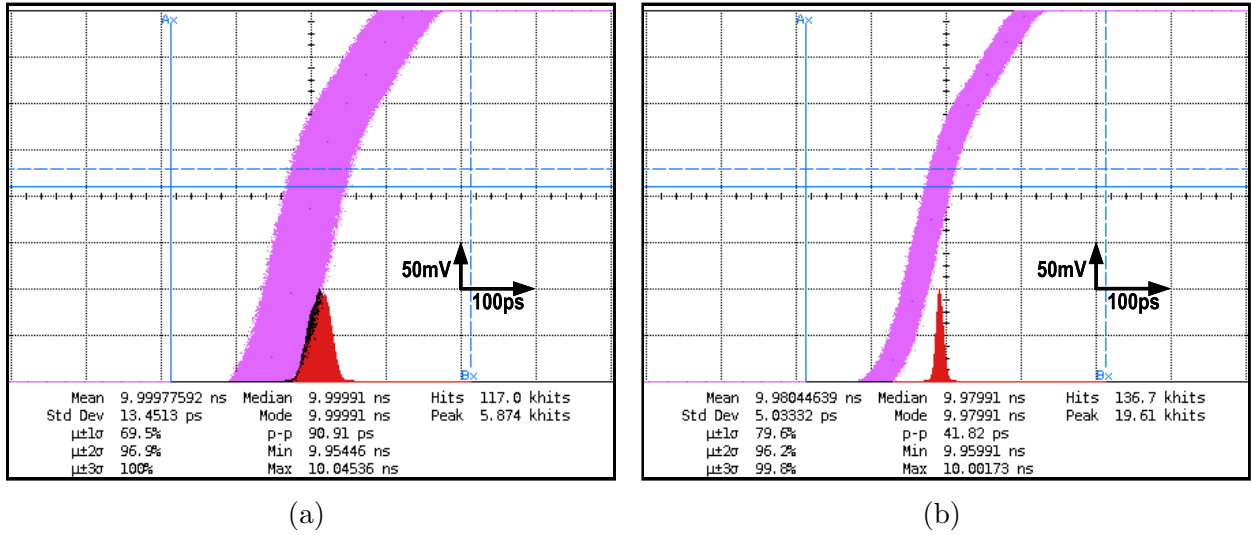 Ax
50mV
100ps
Bx
Mean 9.99977592 ns Median 9.99991 ns Hits 117.0 khits
Std Dev 13.4513 ps Mode 9.99991 ns Peak 5.874 khits
μ±1σ 69.5% p-p 90.91 ps
μ±2σ 96.9% Min 9.95446 ns
μ±3σ 100% Max 10.04536 ns
(a)
Ax
50mV
100ps
Bx
Mean 9.98044639 ns Median 9.97991 ns Hits 136.7 khits
Std Dev 5.03332 ps Mode 9.97991 ns Peak 19.61 khits
μ±1σ 79.6% p-p 41.82 ps
μ±2σ 96.2% Min 9.95991 ns
μ±3σ 99.8% Max 10.00173 ns
(b)